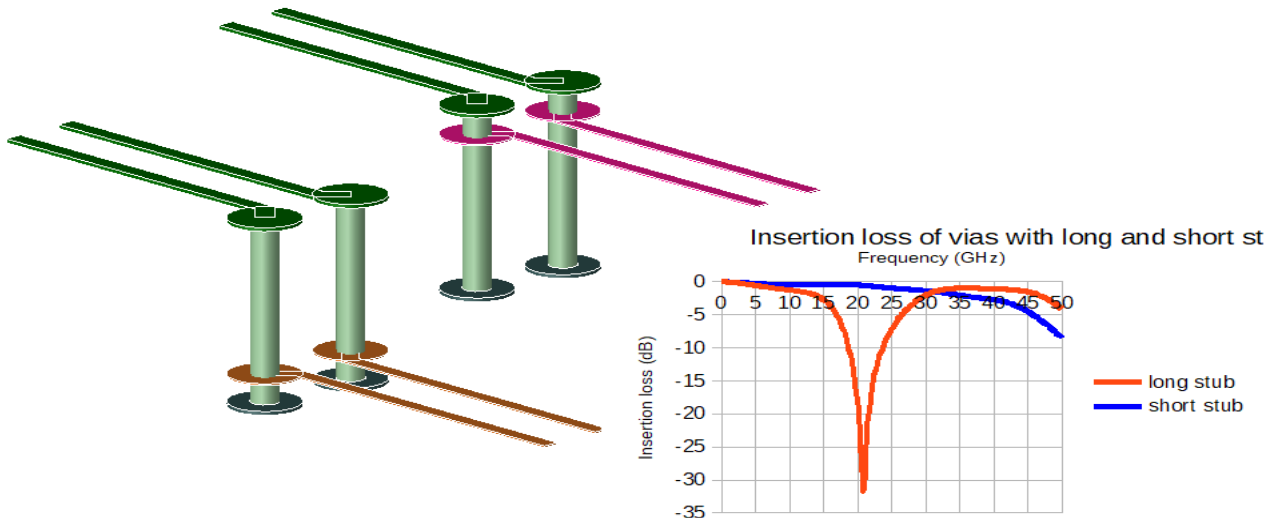 Insertion loss of vias with long and short st
Frequency (GHz)
0
0 5 10 15 20 25 30 35 40 45 50
-5
-10
-15
-20
-25
-30
-35
Insertion loss (dB)
long stub
short stub